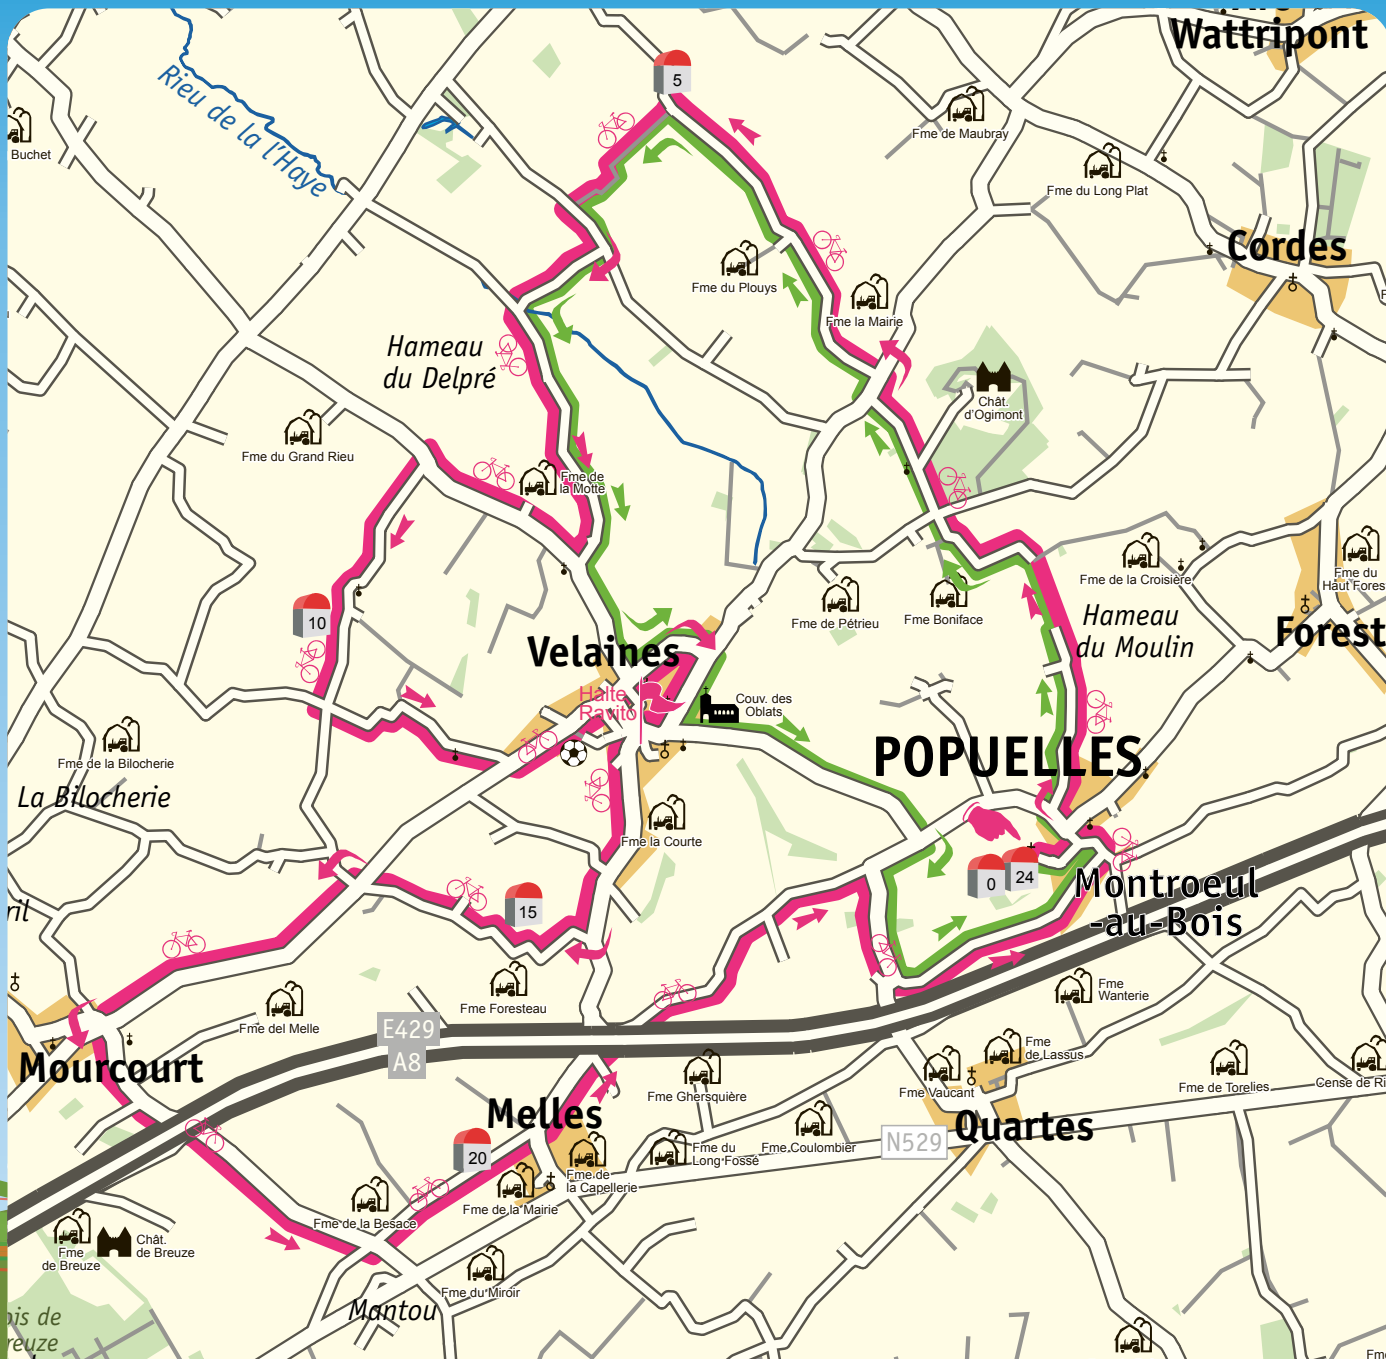 Wattripont
5
Rieu de la l'Haye
Buchet
Fme de Maubray
Fme du Long Plat
Cordes
Fme du Plouys
Fme la Mairie
Hameau
du Delpré
Chât.
d'Ogimont
Fme du Grand Rieu
Fme de
la Motte
Fme de la Croisière
Fme du
Haut Fores
10
Fme de Pétrieu
Fme Boniface
Hameau
du Moulin
Forest
Velaines
Halte
Ravito
Couv. des
Oblats
Fme de la Bilocherie
La Bilocherie
POPUELLES
Fme la Courte
0
24
15
Montroeul
-au-Bois
ril
Fme Foresteau
Fme del Melle
Fme
Wanterie
E429
A8
Mourcourt
Fme
de Lassus
Fme Vaucant
Fme de Torelies
Cense de Ri
Fme Ghersquière
Melles
Quartes
N529
20
Fme du
Long Fossé
Fme Coulombier
Fme de
la Capellerie
Fme de la Mairie
Fme de la Besace
Fme
de Breuze
Chât.
de Breuze
Fme du Miroir
Mantou
ois de
reuze
Fme